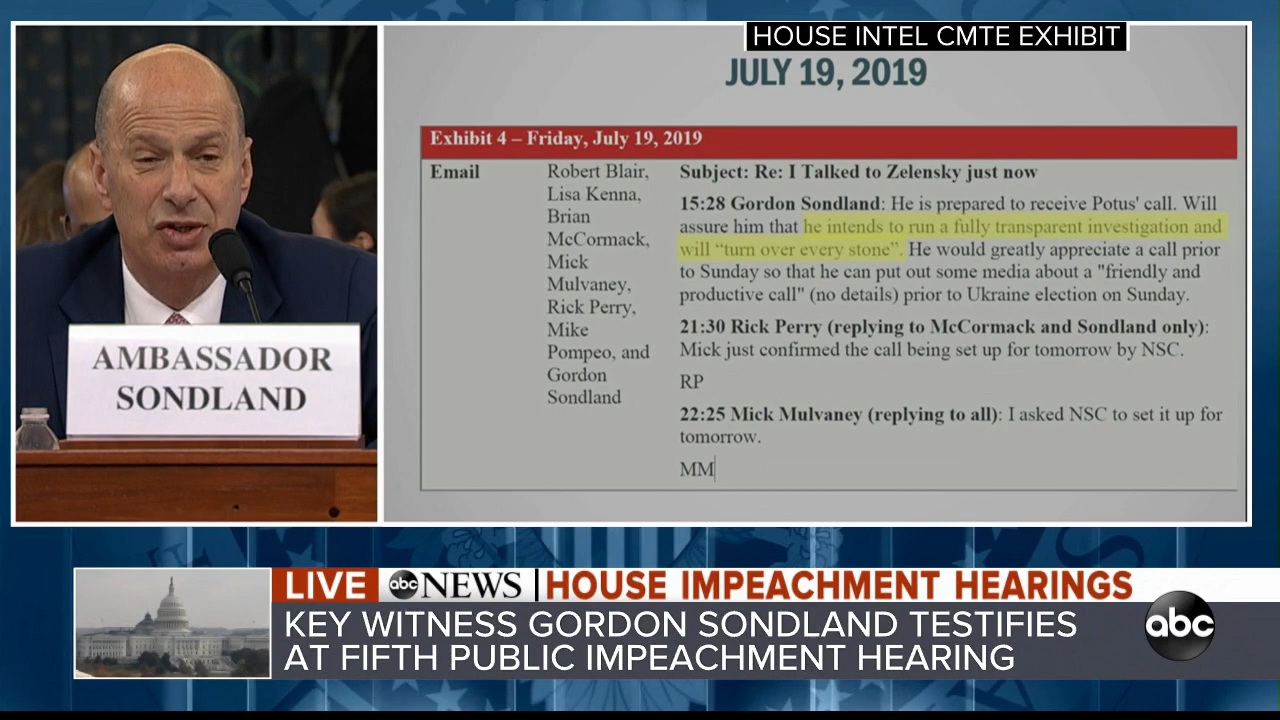 HOUSE INTEL CMTE EXHIBIT
JULY 19, 2019
Exhibit 4 – Friday, July 19, 2019
Email
Robert Blair,
Lisa Kenna,
Brian
McCormack,
Mick
Mulvaney,
Rick Perry,
Mike
Pompeo, and
Gordon
Sondland
Subject: Re: I Talked to Zelensky just now
15:28 Gordon Sondland: He is prepared to receive Potus' call. Will
assure him that he intends to run a fully transparent investigation and
will “turn over every stone”. He would greatly appreciate a call prior
to Sunday so that he can put out some media about a "friendly and
productive call" (no details) prior to Ukraine election on Sunday.
21:30 Rick Perry (replying to McCormack and Sondland only):
Mick just confirmed the call being set up for tomorrow by NSC.
RP
22:25 Mick Mulvaney (replying to all): I asked NSC to set it up for
tomorrow.
MM
AMBASSADOR
SONDLAND
LIVE abc NEWS HOUSE IMPEACHMENT HEARINGS
KEY WITNESS GORDON SONDLAND TESTIFIES
AT FIFTH PUBLIC IMPEACHMENT HEARING
abc